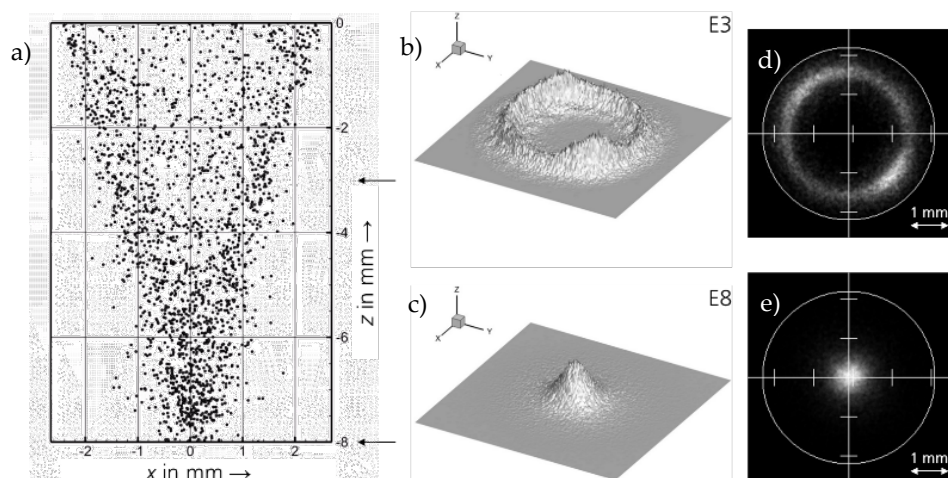 a)
0
-2
-4
-6
-8
z in mm →
-2 -1 0 1 2
x in mm →
b)
Z
X
Y
E3
c)
Z
X
Y
E8
d)
1 mm
e)
1 mm